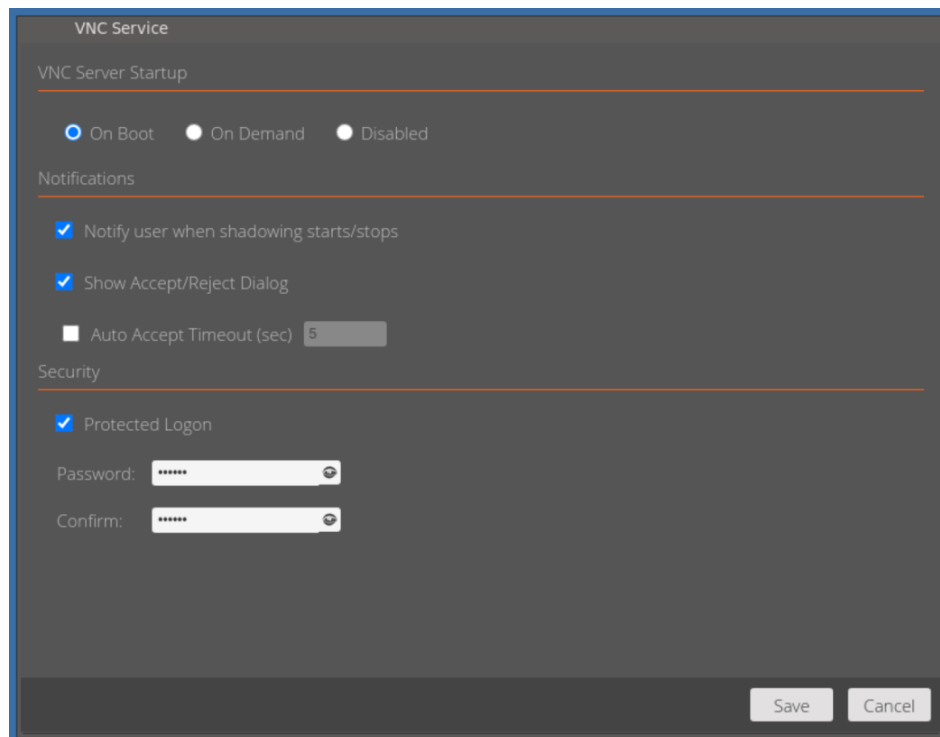 VNC Service
VNC Server Startup
On Boot On Demand Disabled
Notifications
Notify user when shadowing starts/stops
Show Accept/Reject Dialog
Auto Accept Timeout (sec) 5
Security
Protected Logon
Password: ••••••
Confirm: ••••••
Save Cancel